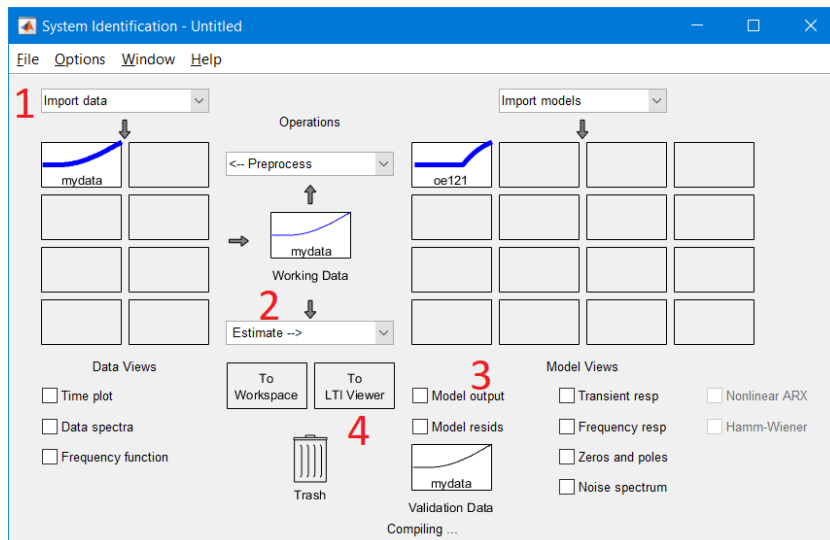 System Identification - Untitled
File Options Window Help
1
Import data
Import models
Operations
mydata
<-- Preprocess
oe121
mydata
Working Data
2
Estimate -->
Data Views
Model Views
To
Workspace
To
LTI Viewer
3
Time plot
Model output
Transient resp
Nonlinear ARX
4
Data spectra
Model resids
Frequency resp
Hamm-Wiener
Frequency function
Zeros and poles
Trash
mydata
Noise spectrum
Validation Data
Compiling ...